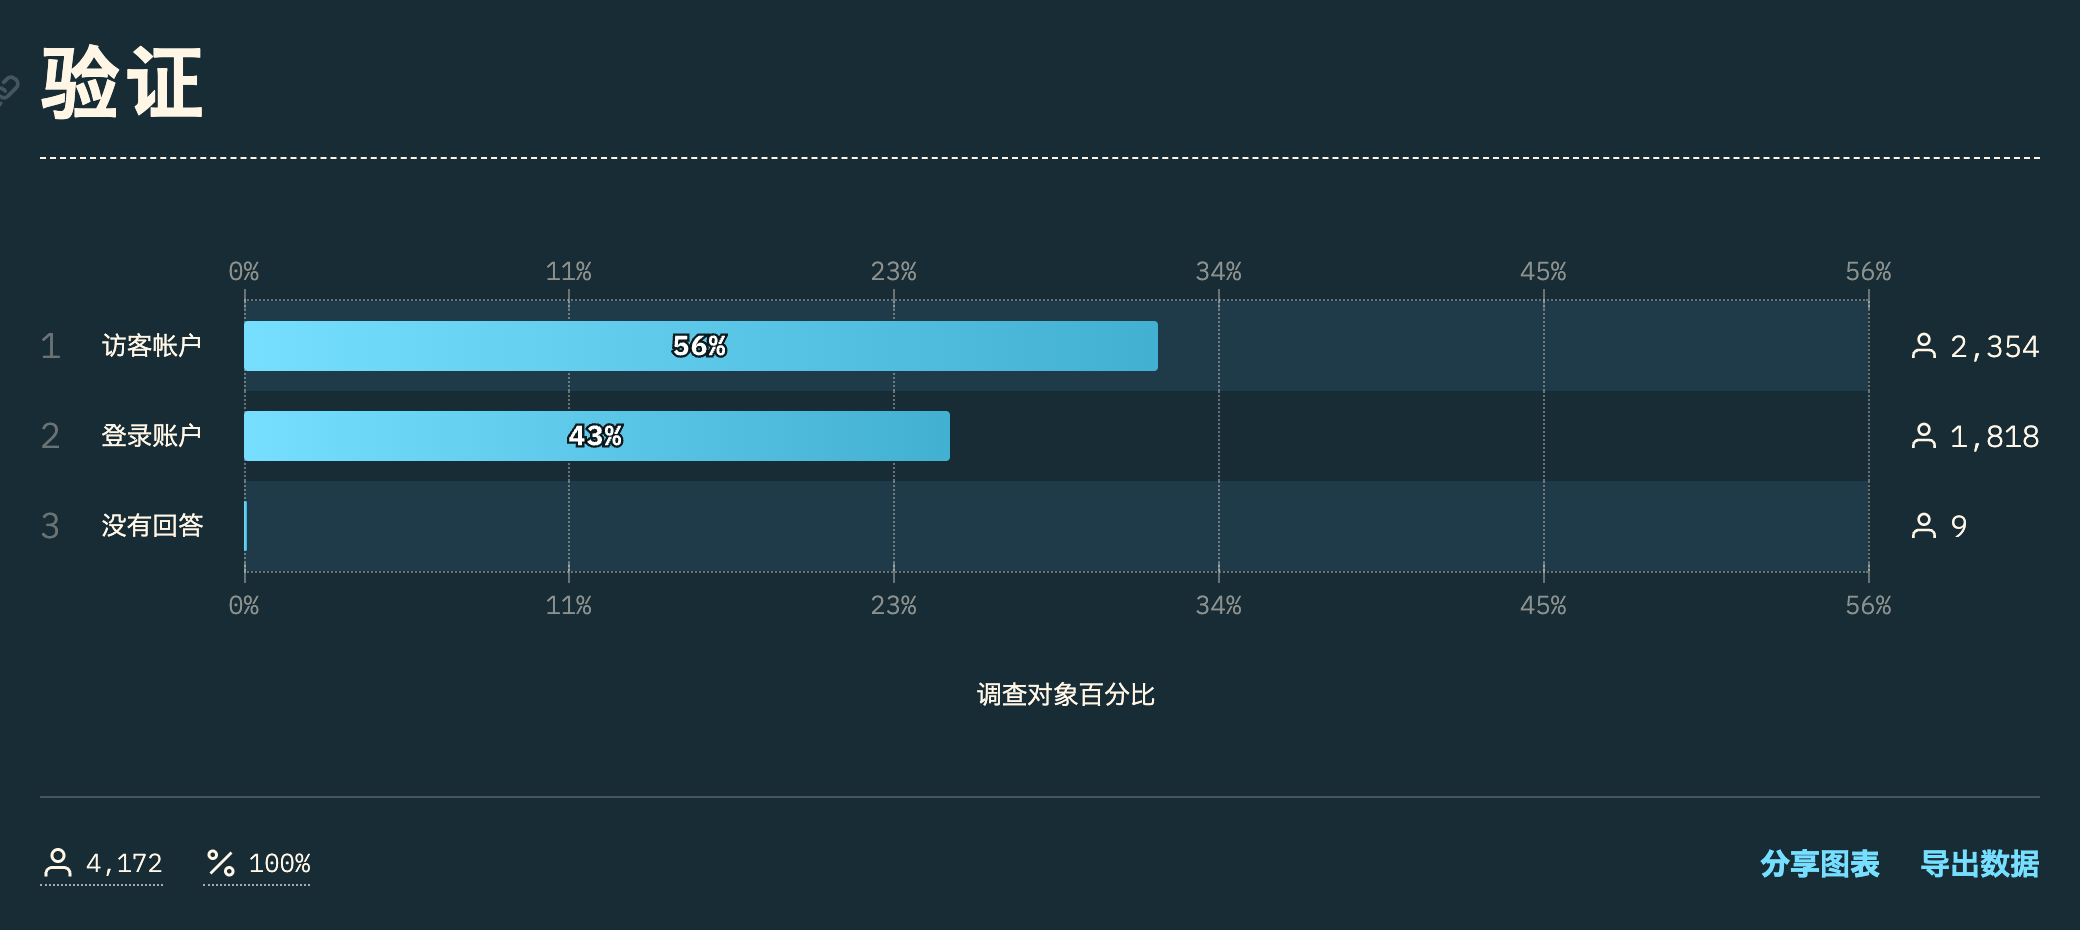 验证
0% 11% 23% 34% 45% 56%
1 访客帐户 56% 2,354
2 登录账户 43% 1,818
3 没有回答 9
0% 11% 23% 34% 45% 56%
调查对象百分比
4,172 100% 分享图表 导出数据